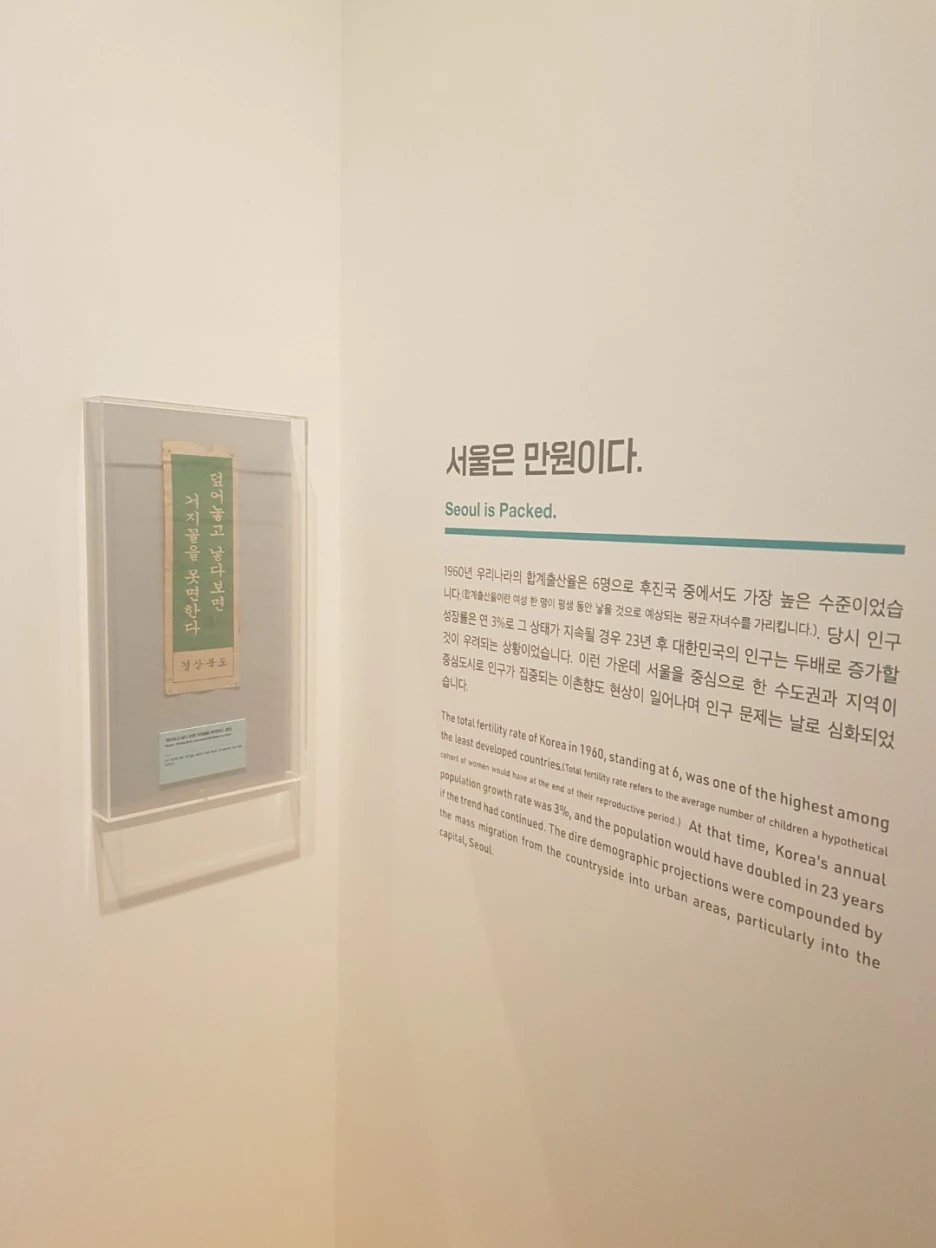 덮어놓고 낳다보면
거지꼴을 못면한다
경상북도
서울은 만원이다.
Seoul is Packed.
1960년 우리나라의 합계출산율은 6명으로 후진국 중에서도 가장 높은 수준이었습
니다.(합계출산율이란 여성 한 명이 평생 동안 낳을 것으로 예상되는 평균 자녀수를 가리킵니다.). 당시 인구
성장률은 연 3%로 그 상태가 지속될 경우 23년 후 대한민국의 인구는 두배로 증가할
것이 우려되는 상황이었습니다. 이런 가운데 서울을 중심으로 한 수도권과 지역이
중심도시로 인구가 집중되는 이촌향도 현상이 일어나며 인구 문제는 날로 심화되었
습니다.
The total fertility rate of Korea in 1960, standing at 6, was one of the highest among
the least developed countries.(Total fertility rate refers to the average number of children a hypothetical
cohort of women would have at the end of their reproductive period.) At that time, Korea's annual
population growth rate was 3%, and the population would have doubled in 23 years
if the trend had continued. The dire demographic projections were compounded by
the mass migration from the countryside into urban areas, particularly into the
capital, Seoul.